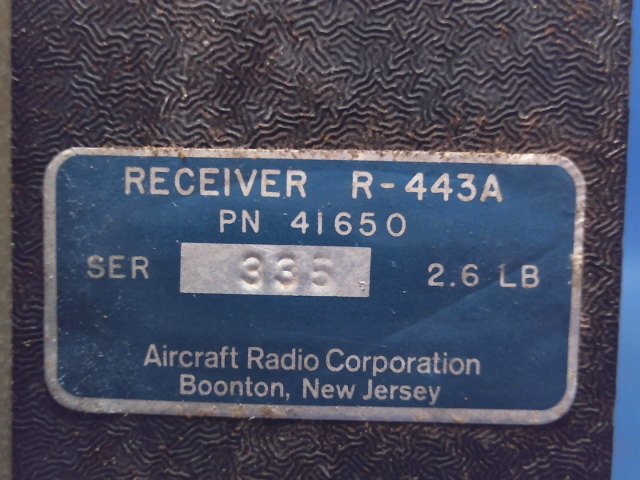 RECEIVER R-443A
PN 41650
SER 335 2.6 LB
Aircraft Radio Corporation
Boonton, New Jersey